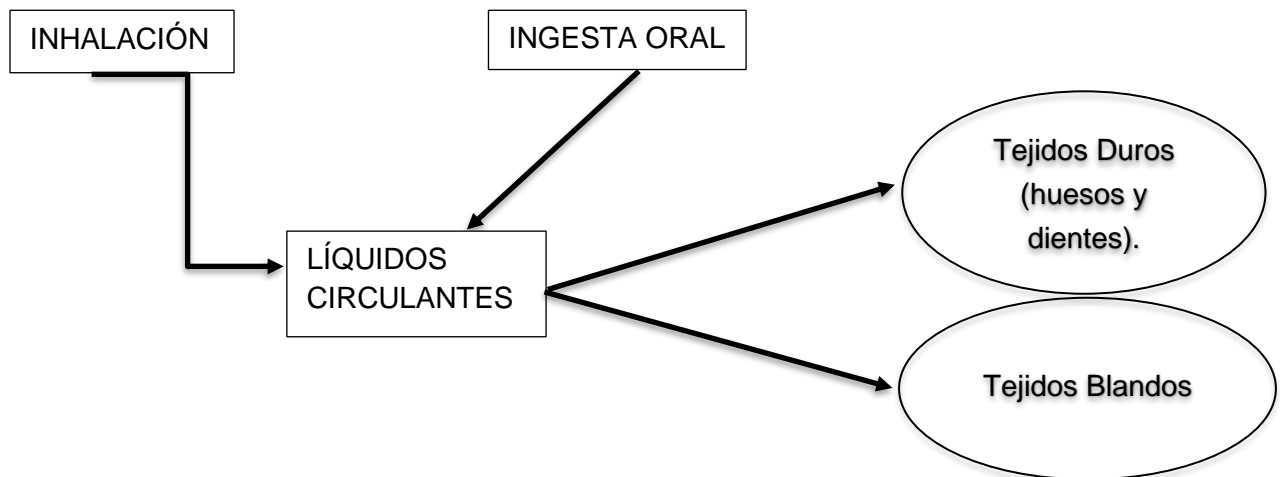 INHALACIÓN
INGESTA ORAL
Tejidos Duros
(huesos y
dientes).
LÍQUIDOS
CIRCULANTES
Tejidos Blandos